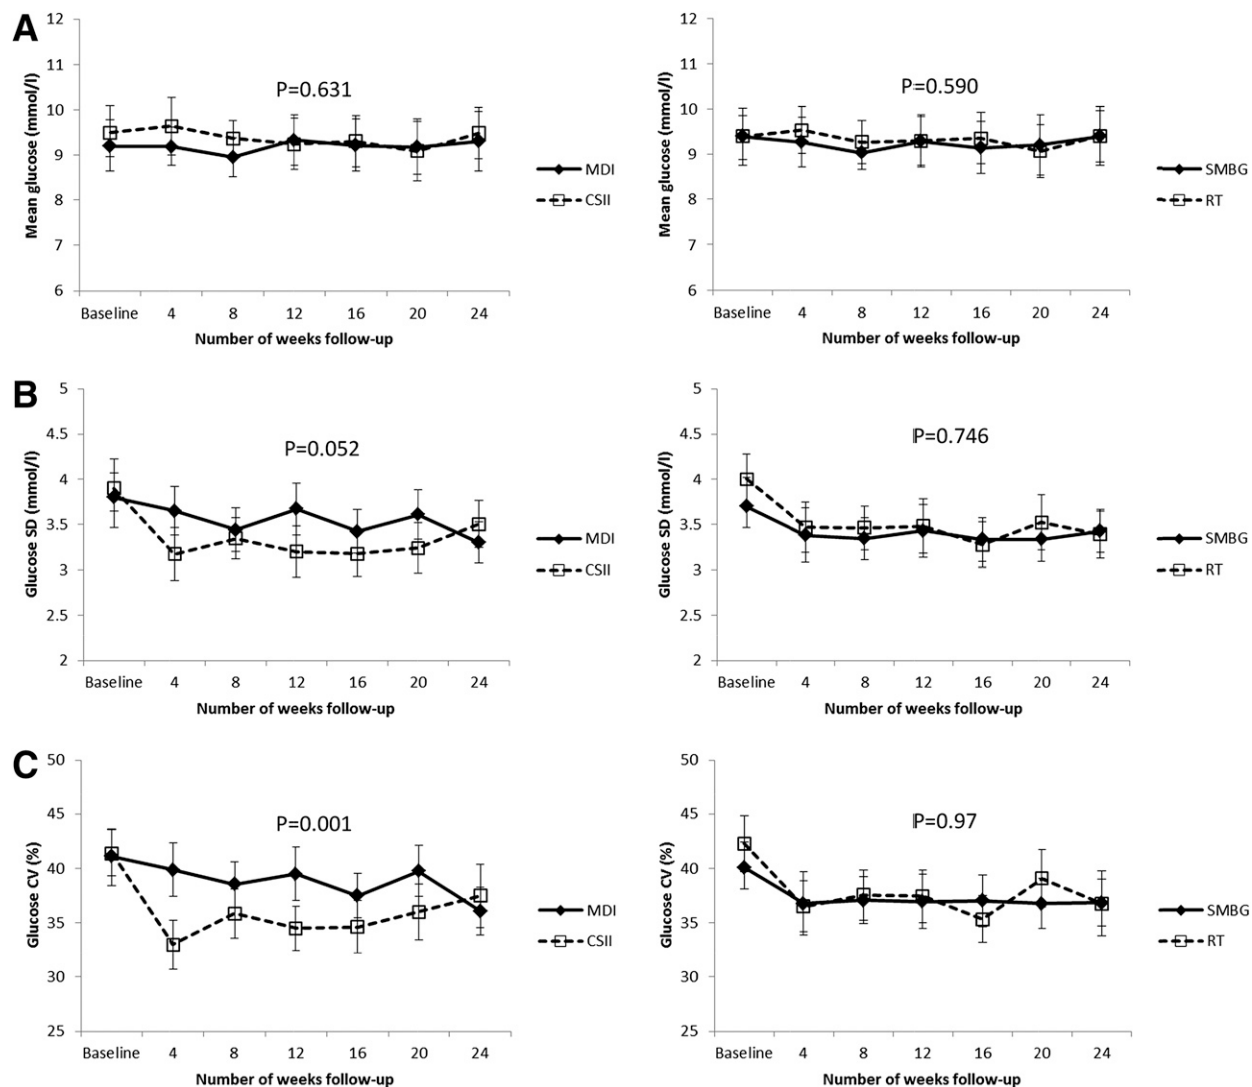 A
Mean glucose (mmol/l)
12
11
10
9
8
7
6
P=0.631
MDI
CSII
Baseline 4 8 12 16 20 24
Number of weeks follow-up
Mean glucose (mmol/l)
12
11
10
9
8
7
6
P=0.590
SMBG
RT
Baseline 4 8 12 16 20 24
Number of weeks follow-up
B
Glucose SD (mmol/l)
5
4.5
4
3.5
3
2.5
2
P=0.052
MDI
CSII
Baseline 4 8 12 16 20 24
Number of weeks follow-up
Glucose SD (mmol/l)
5
4.5
4
3.5
3
2.5
2
P=0.746
SMBG
RT
Baseline 4 8 12 16 20 24
Number of weeks follow-up
C
Glucose CV (%)
50
45
40
35
30
25
P=0.001
MDI
CSII
Baseline 4 8 12 16 20 24
Number of weeks follow-up
Glucose CV (%)
50
45
40
35
30
25
P=0.97
SMBG
RT
Baseline 4 8 12 16 20 24
Number of weeks follow-up